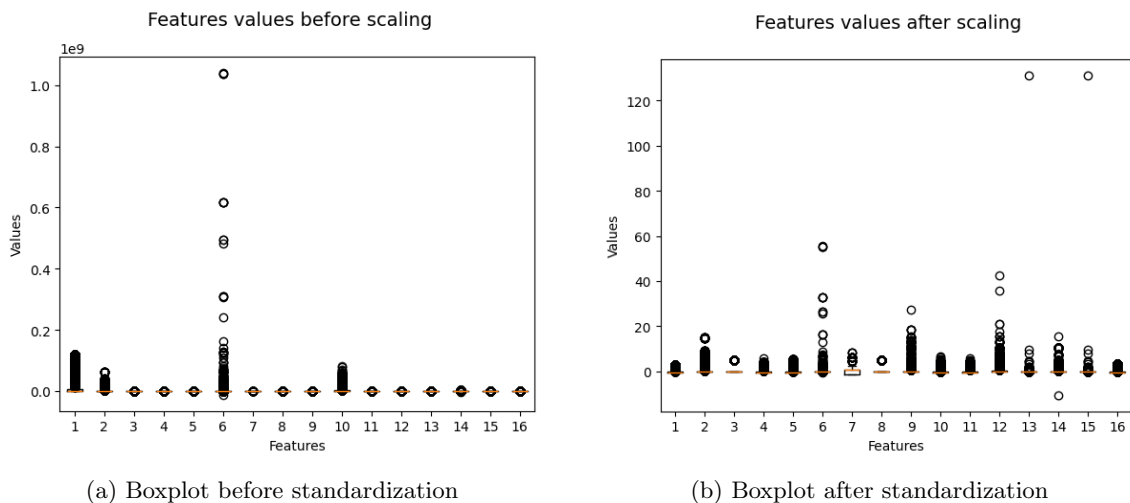 Features values before scaling
1e9
1.0
0.8
0.6
0.4
0.2
0.0
Values
1 2 3 4 5 6 7 8 9 10 11 12 13 14 15 16
Features
(a) Boxplot before standardization
Features values after scaling
120
100
80
60
40
20
0
Values
1 2 3 4 5 6 7 8 9 10 11 12 13 14 15 16
Features
(b) Boxplot after standardization